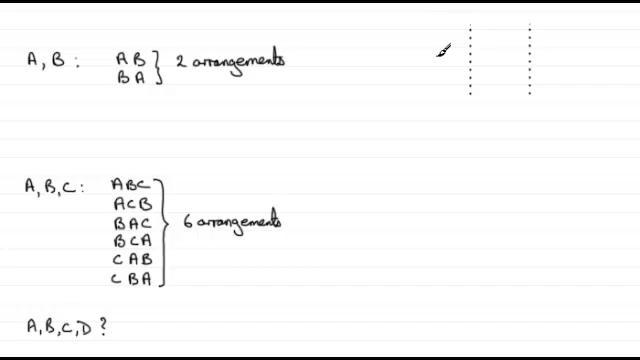 A, B : AB } 2 arrangements
BA
A, B, C : ABC
ACB
BAC } 6 arrangements
BCA
CAB
CBA
A, B, C, D ?